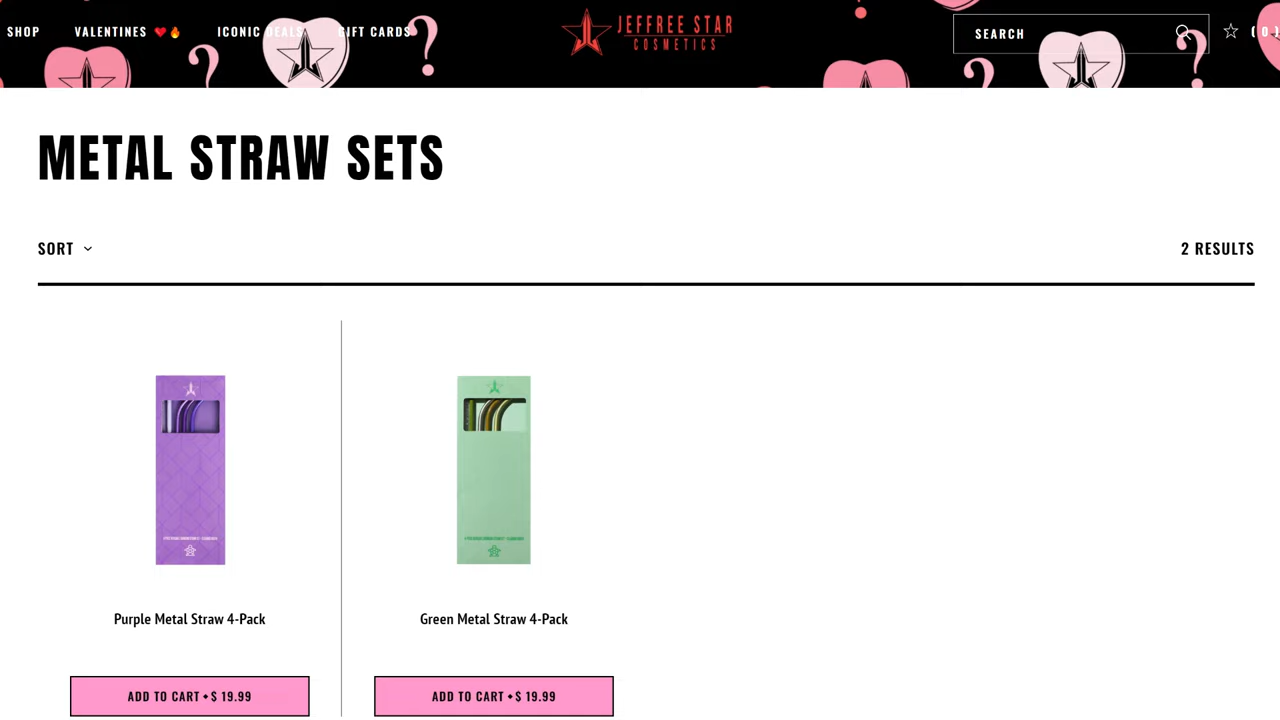 SHOP
VALENTINES ❤️🔥
ICONIC DEALS
GIFT CARDS
JEFFREE STAR
COSMETICS
SEARCH
( 0 )
METAL STRAW SETS
SORT
2 RESULTS
Purple Metal Straw 4-Pack
Green Metal Straw 4-Pack
ADD TO CART • $ 19.99
ADD TO CART • $ 19.99